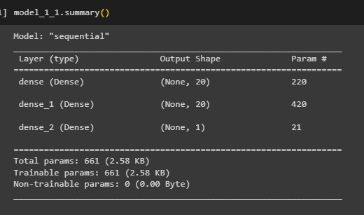 ] model_1_1.summary()
Model: "sequential"
Layer (type) Output Shape Param #
dense (Dense) (None, 20) 220
dense_1 (Dense) (None, 20) 420
dense_2 (Dense) (None, 1) 21
Total params: 661 (2.58 KB)
Trainable params: 661 (2.58 KB)
Non-trainable params: 0 (0.00 Byte)